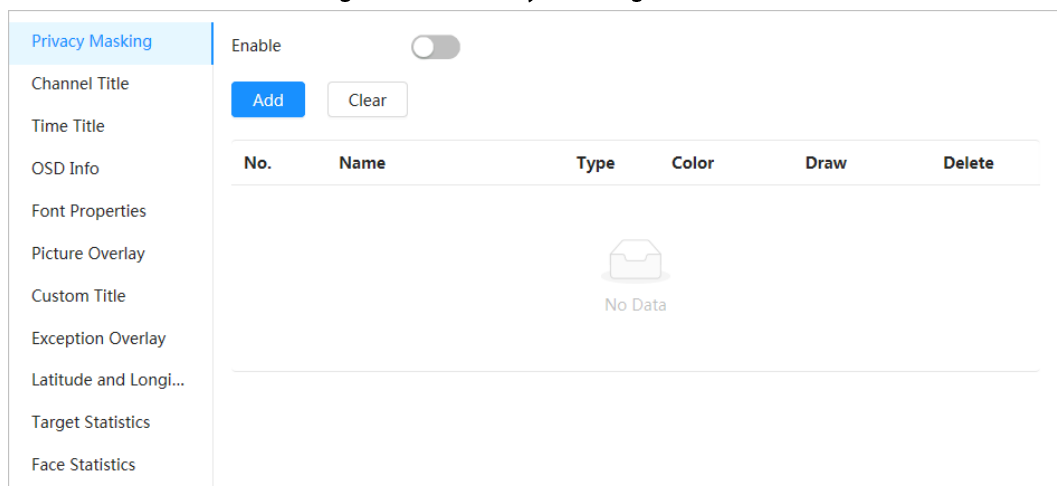 Privacy Masking
Channel Title
Time Title
OSD Info
Font Properties
Picture Overlay
Custom Title
Exception Overlay
Latitude and Longi...
Target Statistics
Face Statistics
Enable
Add Clear
No. Name Type Color Draw Delete
No Data